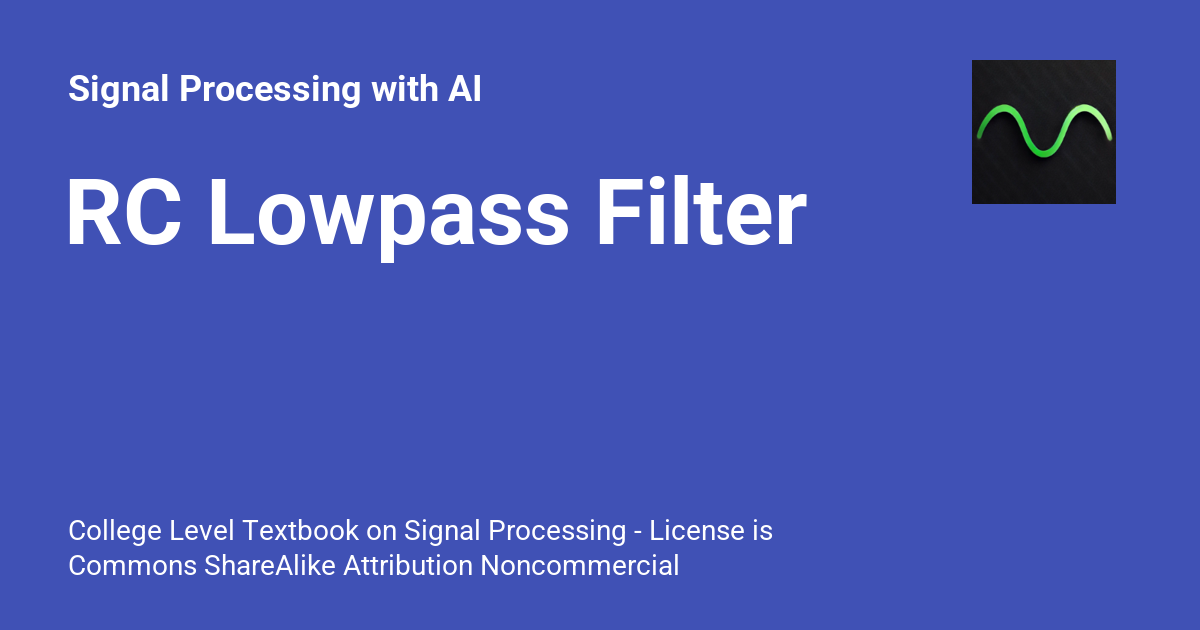 Signal Processing with AI
RC Lowpass Filter
College Level Textbook on Signal Processing - License is
Commons ShareAlike Attribution Noncommercial